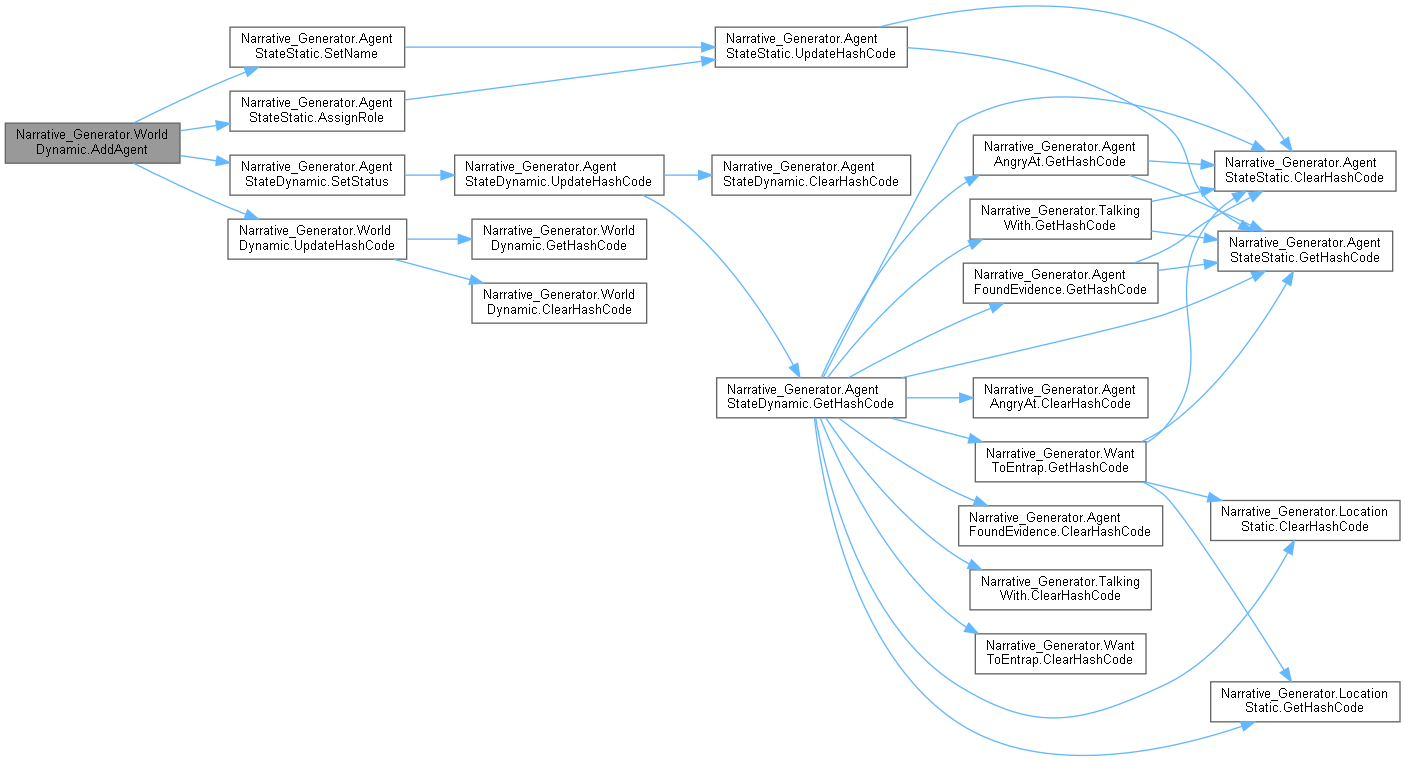 Narrative_Generator.World
Dynamic.AddAgent
Narrative_Generator.Agent
StateStatic.SetName
Narrative_Generator.Agent
StateStatic.AssignRole
Narrative_Generator.Agent
StateDynamic.SetStatus
Narrative_Generator.World
Dynamic.UpdateHashCode
Narrative_Generator.Agent
StateDynamic.UpdateHashCode
Narrative_Generator.World
Dynamic.GetHashCode
Narrative_Generator.World
Dynamic.ClearHashCode
Narrative_Generator.Agent
StateStatic.UpdateHashCode
Narrative_Generator.Agent
StateDynamic.ClearHashCode
Narrative_Generator.Agent
StateDynamic.GetHashCode
Narrative_Generator.Agent
AngryAt.GetHashCode
Narrative_Generator.Talking
With.GetHashCode
Narrative_Generator.Agent
FoundEvidence.GetHashCode
Narrative_Generator.Agent
AngryAt.ClearHashCode
Narrative_Generator.Want
ToEntrap.GetHashCode
Narrative_Generator.Agent
FoundEvidence.ClearHashCode
Narrative_Generator.Talking
With.ClearHashCode
Narrative_Generator.Want
ToEntrap.ClearHashCode
Narrative_Generator.Agent
StateStatic.ClearHashCode
Narrative_Generator.Agent
StateStatic.GetHashCode
Narrative_Generator.Location
Static.ClearHashCode
Narrative_Generator.Location
Static.GetHashCode